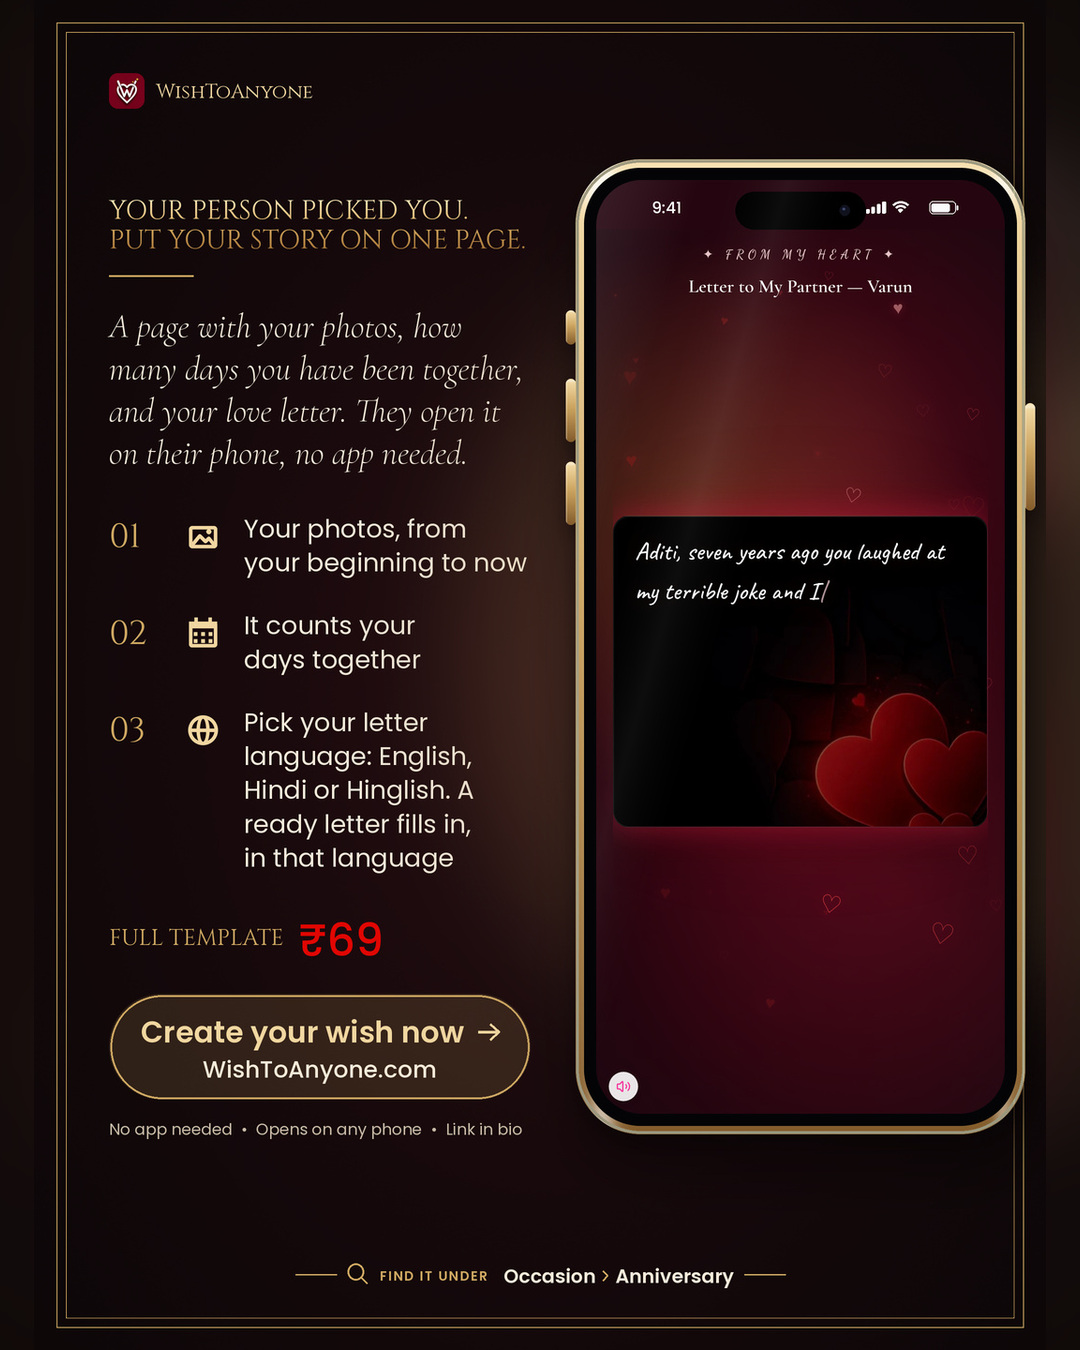 WishToAnyone
YOUR PERSON PICKED YOU.
PUT YOUR STORY ON ONE PAGE.
A page with your photos, how
many days you have been together,
and your love letter. They open it
on their phone, no app needed.
01
Your photos, from
your beginning to now
02
It counts your
days together
03
Pick your letter
language: English,
Hindi or Hinglish. A
ready letter fills in,
in that language
FULL TEMPLATE ₹69
Create your wish now →
WishToAnyone.com
No app needed • Opens on any phone • Link in bio
9:41
✦ FROM MY HEART ✦
Letter to My Partner — Varun
Aditi, seven years ago you laughed at
my terrible joke and I
FIND IT UNDER Occasion > Anniversary